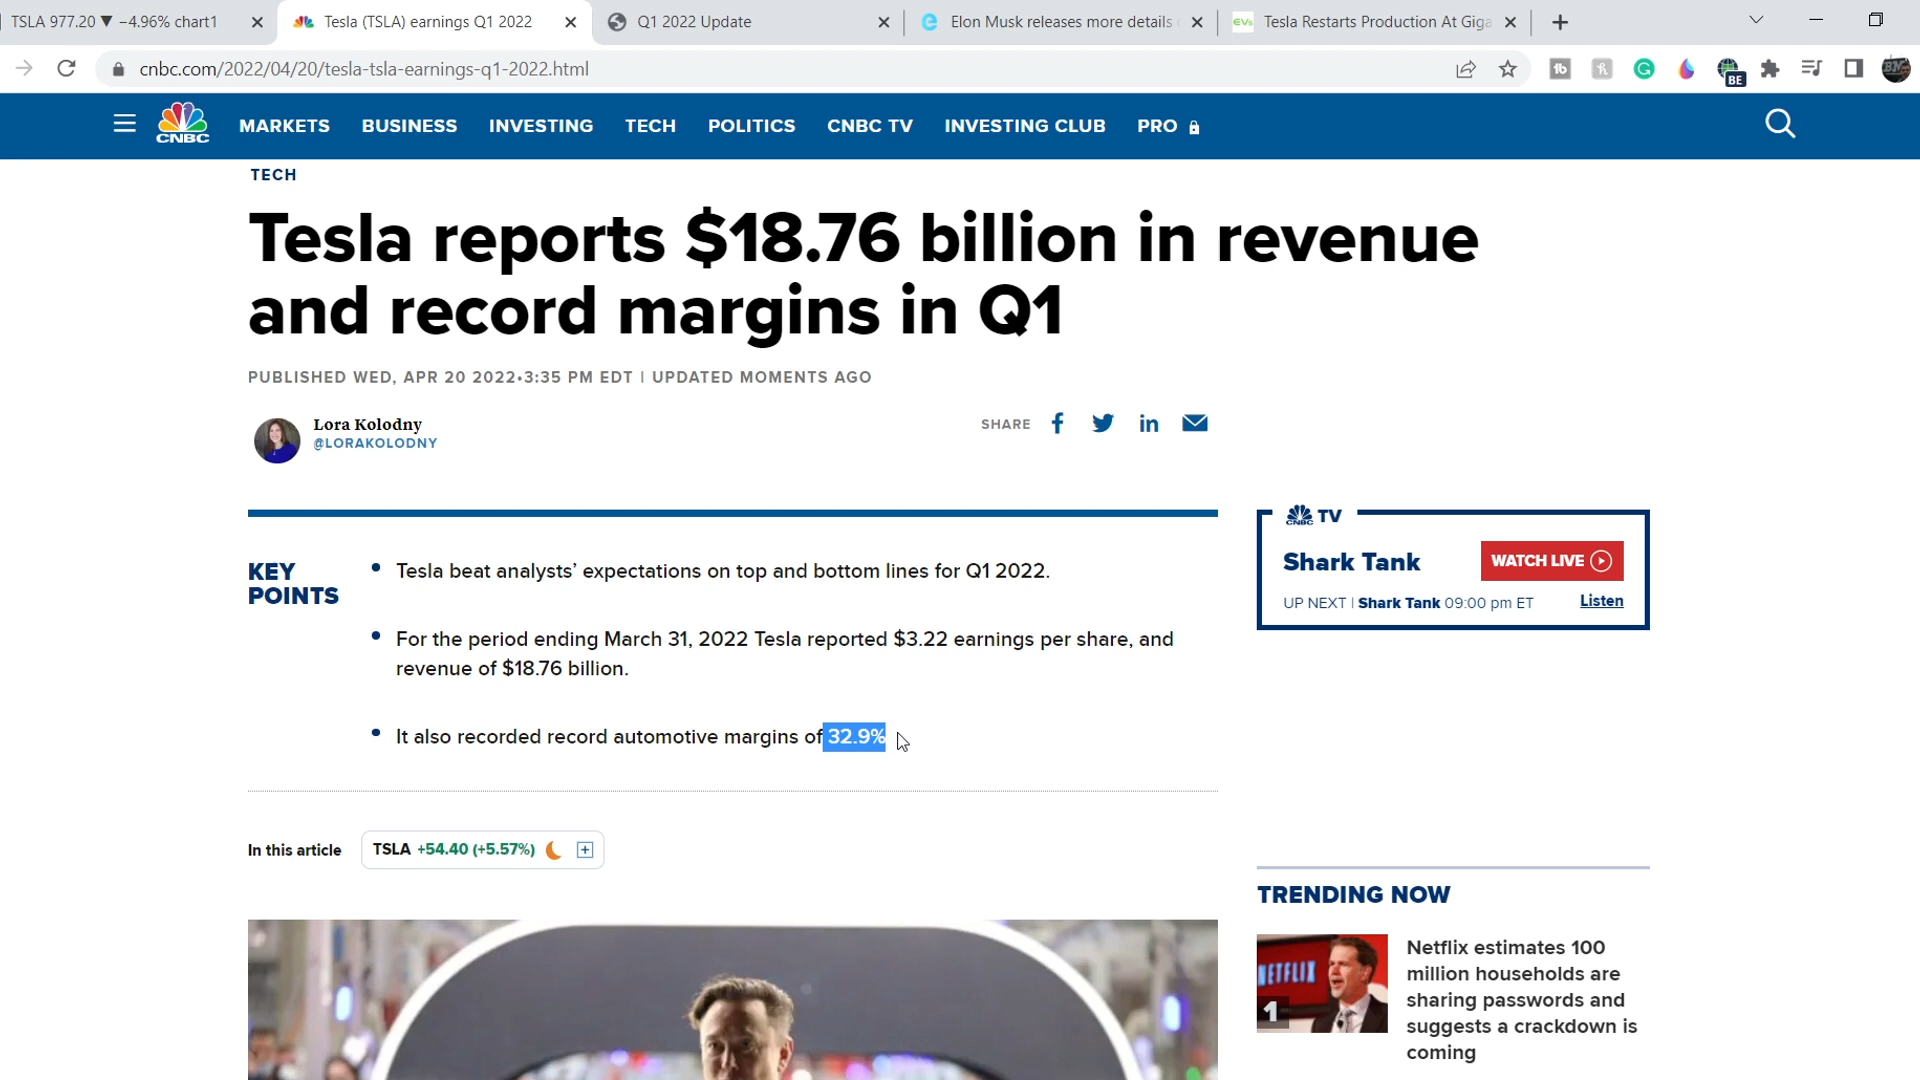 TSLA 977.20 ▼ −4.96% chart1
Tesla (TSLA) earnings Q1 2022
Q1 2022 Update
Elon Musk releases more details
Tesla Restarts Production At Giga
cnbc.com/2022/04/20/tesla-tsla-earnings-q1-2022.html
BE
CNBC
MARKETS
BUSINESS
INVESTING
TECH
POLITICS
CNBC TV
INVESTING CLUB
PRO
TECH
Tesla reports $18.76 billion in revenue
and record margins in Q1
PUBLISHED WED, APR 20 2022•3:35 PM EDT | UPDATED MOMENTS AGO
Lora Kolodny
@LORAKOLODNY
SHARE
KEY
POINTS
Tesla beat analysts’ expectations on top and bottom lines for Q1 2022.
For the period ending March 31, 2022 Tesla reported $3.22 earnings per share, and
revenue of $18.76 billion.
It also recorded record automotive margins of 32.9%
CNBC TV
Shark Tank
WATCH LIVE
UP NEXT | Shark Tank 09:00 pm ET
Listen
In this article
TSLA +54.40 (+5.57%)
TRENDING NOW
NETFLIX
1
Netflix estimates 100
million households are
sharing passwords and
suggests a crackdown is
coming